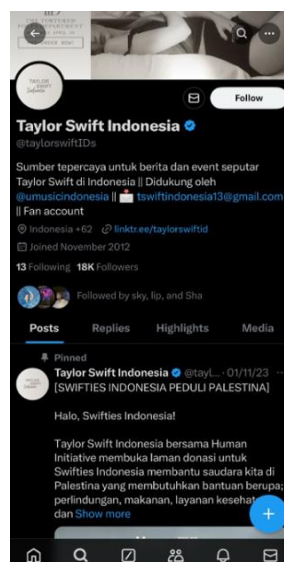 THE TORTURED
Follow
Taylor Swift Indonesia
@taylorswiftIDs
Sumber tepercaya untuk berita dan event seputar
Taylor Swift di Indonesia || Didukung oleh
@umusicindonesia || tswiftindonesia13@gmail.com
|| Fan account
Indonesia +62 linktr.ee/taylorswiftid
Joined November 2012
13 Following 18K Followers
Followed by sky, lip, and Sha
Posts Replies Highlights Media
Pinned
Taylor Swift Indonesia @tayL... · 01/11/23
[SWIFTIES INDONESIA PEDULI PALESTINA]
Halo, Swifties Indonesia!
Taylor Swift Indonesia bersama Human
Initiative membuka laman donasi untuk
Swifties Indonesia membantu saudara kita di
Palestina yang membutuhkan bantuan berupa;
perlindungan, makanan, layanan kesehat
dan Show more